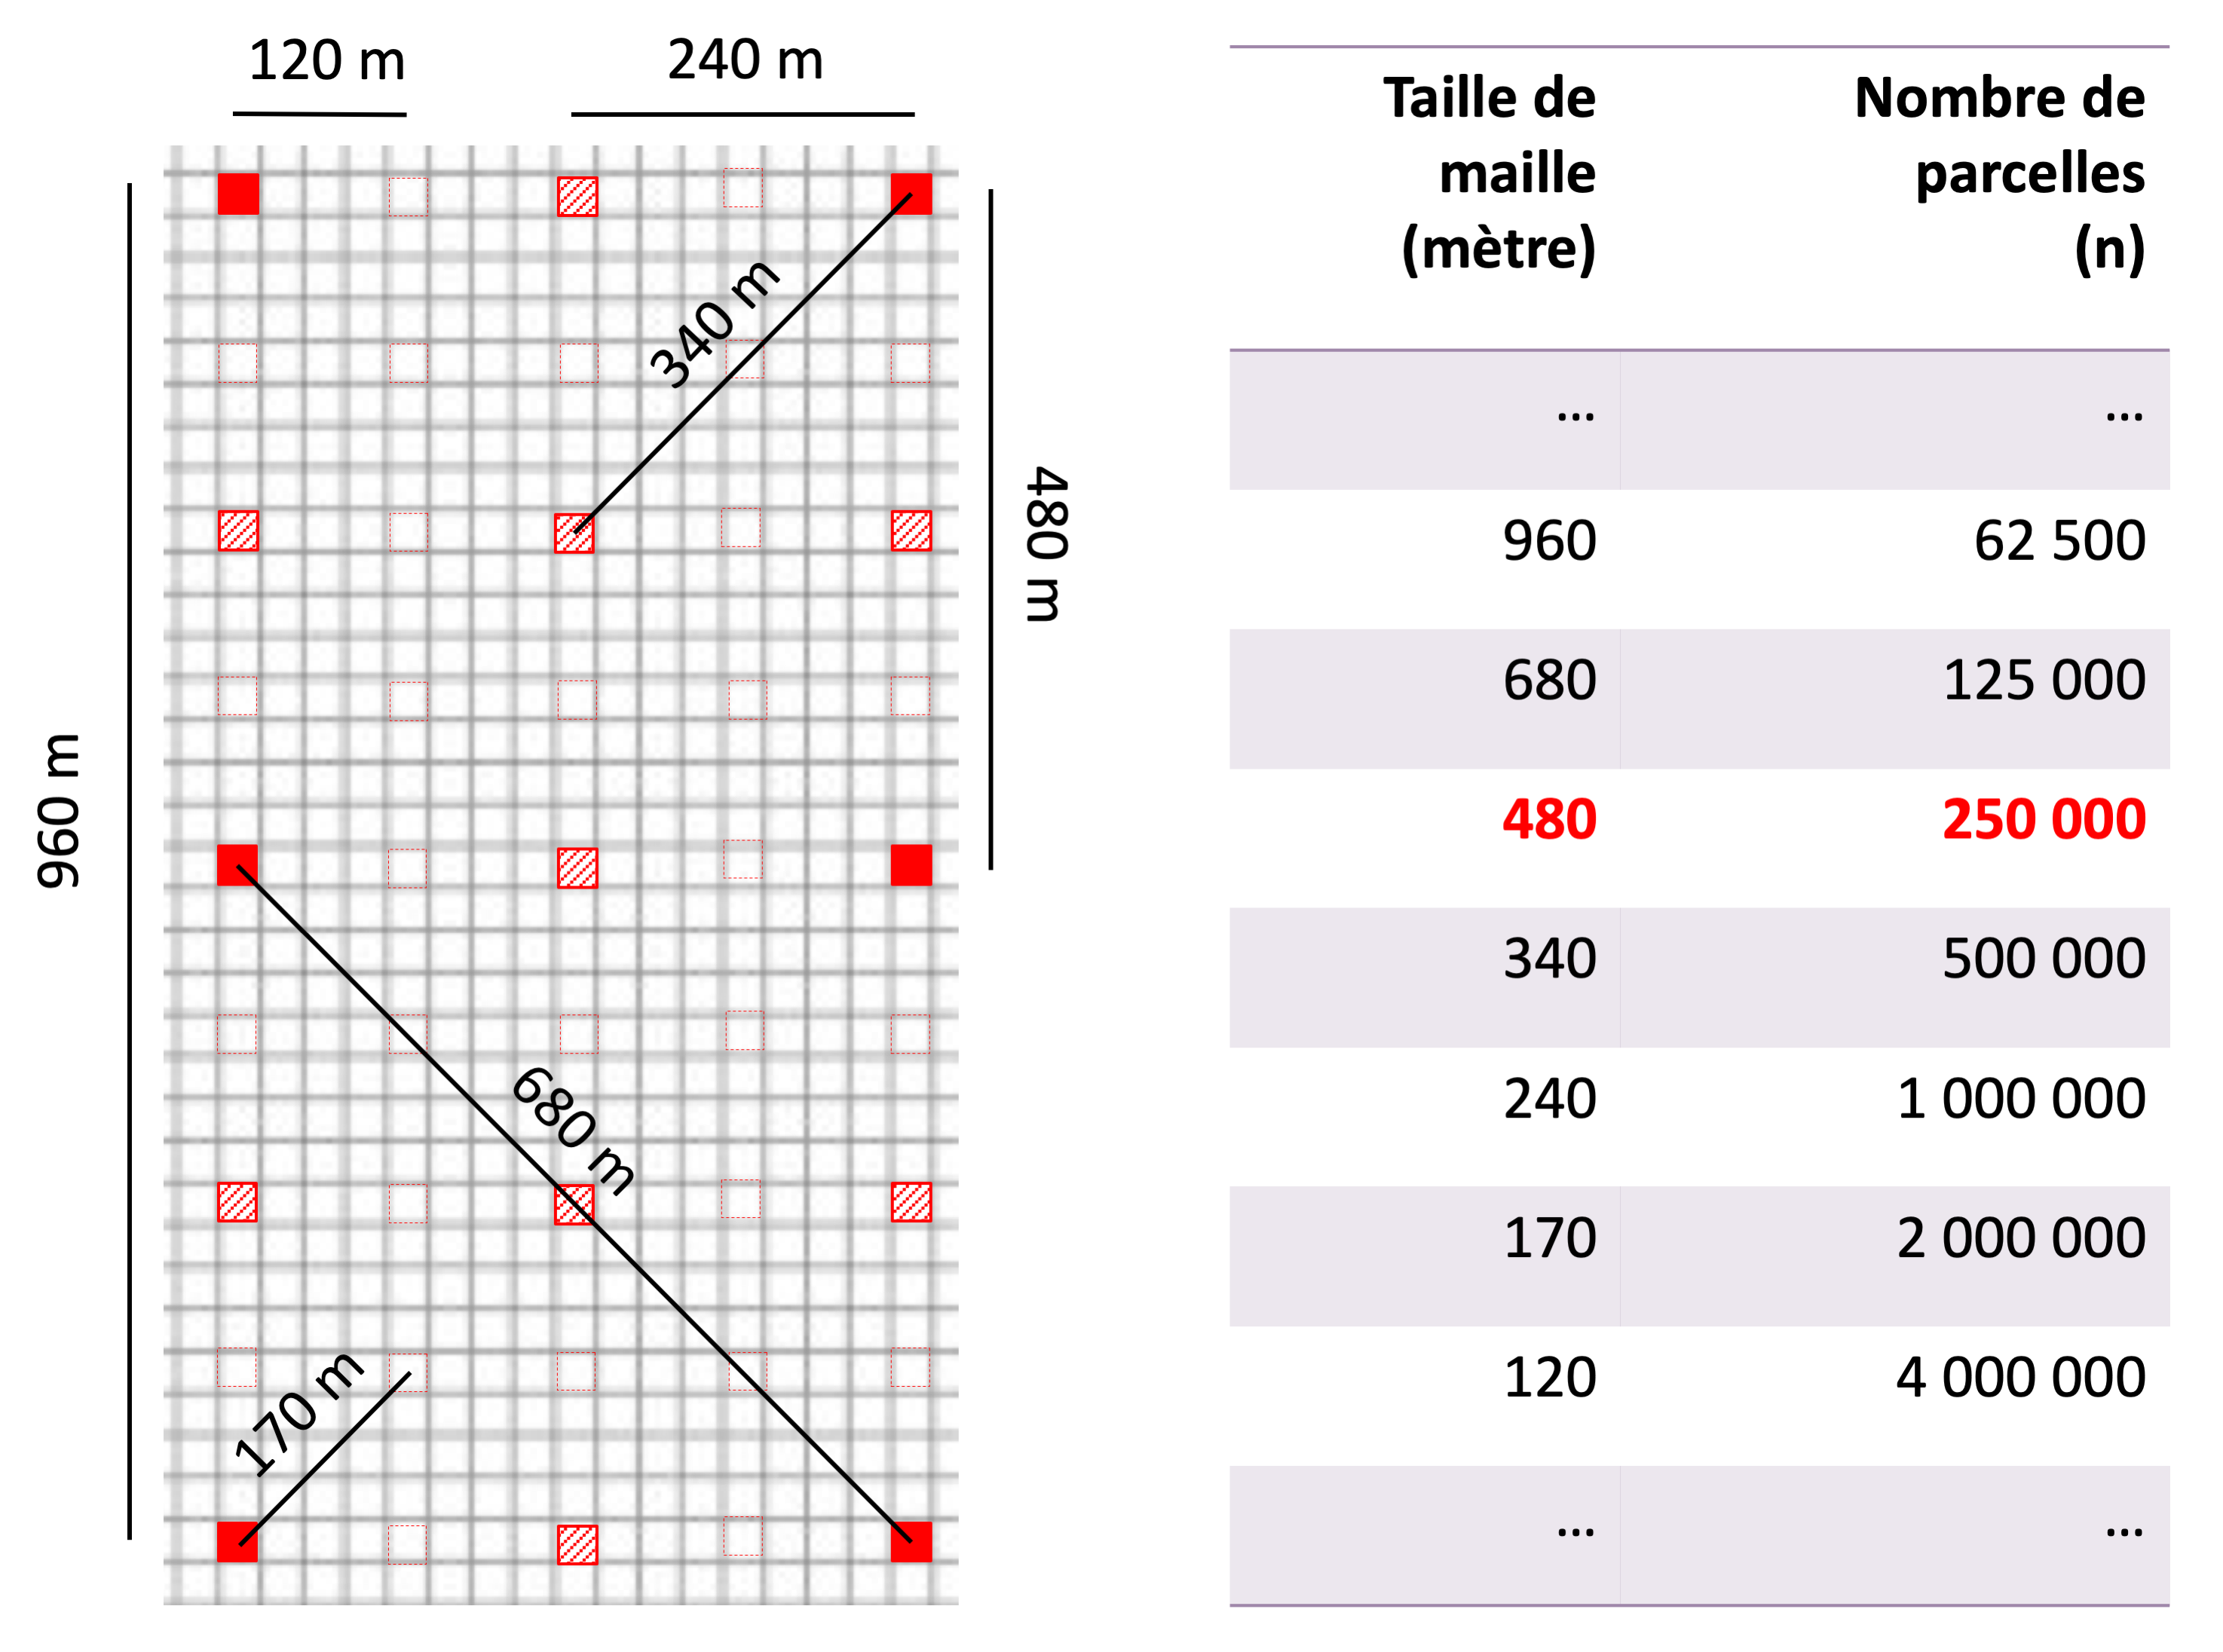 120 m
240 m
340 m
480 m
960 m
680 m
170 m
Taille de
maille
(mètre)
Nombre de
parcelles
(n)
... ...
960 62 500
680 125 000
480 250 000
340 500 000
240 1 000 000
170 2 000 000
120 4 000 000
... ...